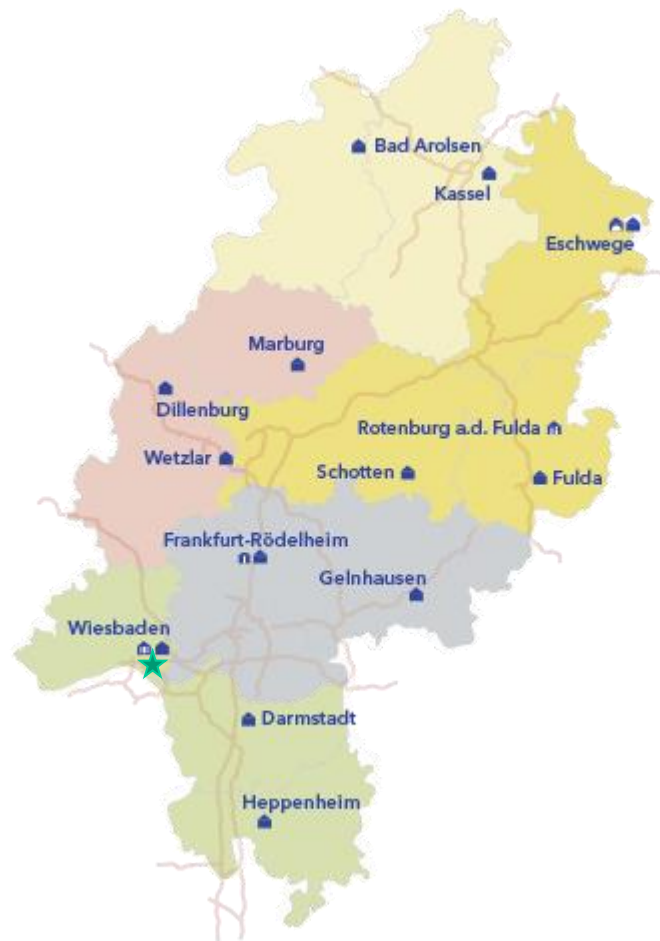 Bad Arolsen
Kassel
Eschwege
Marburg
Dillenburg
Rotenburg a.d. Fulda
Wetzlar
Schotten
Fulda
Frankfurt-Rödelheim
Gelnhausen
Wiesbaden
Darmstadt
Heppenheim